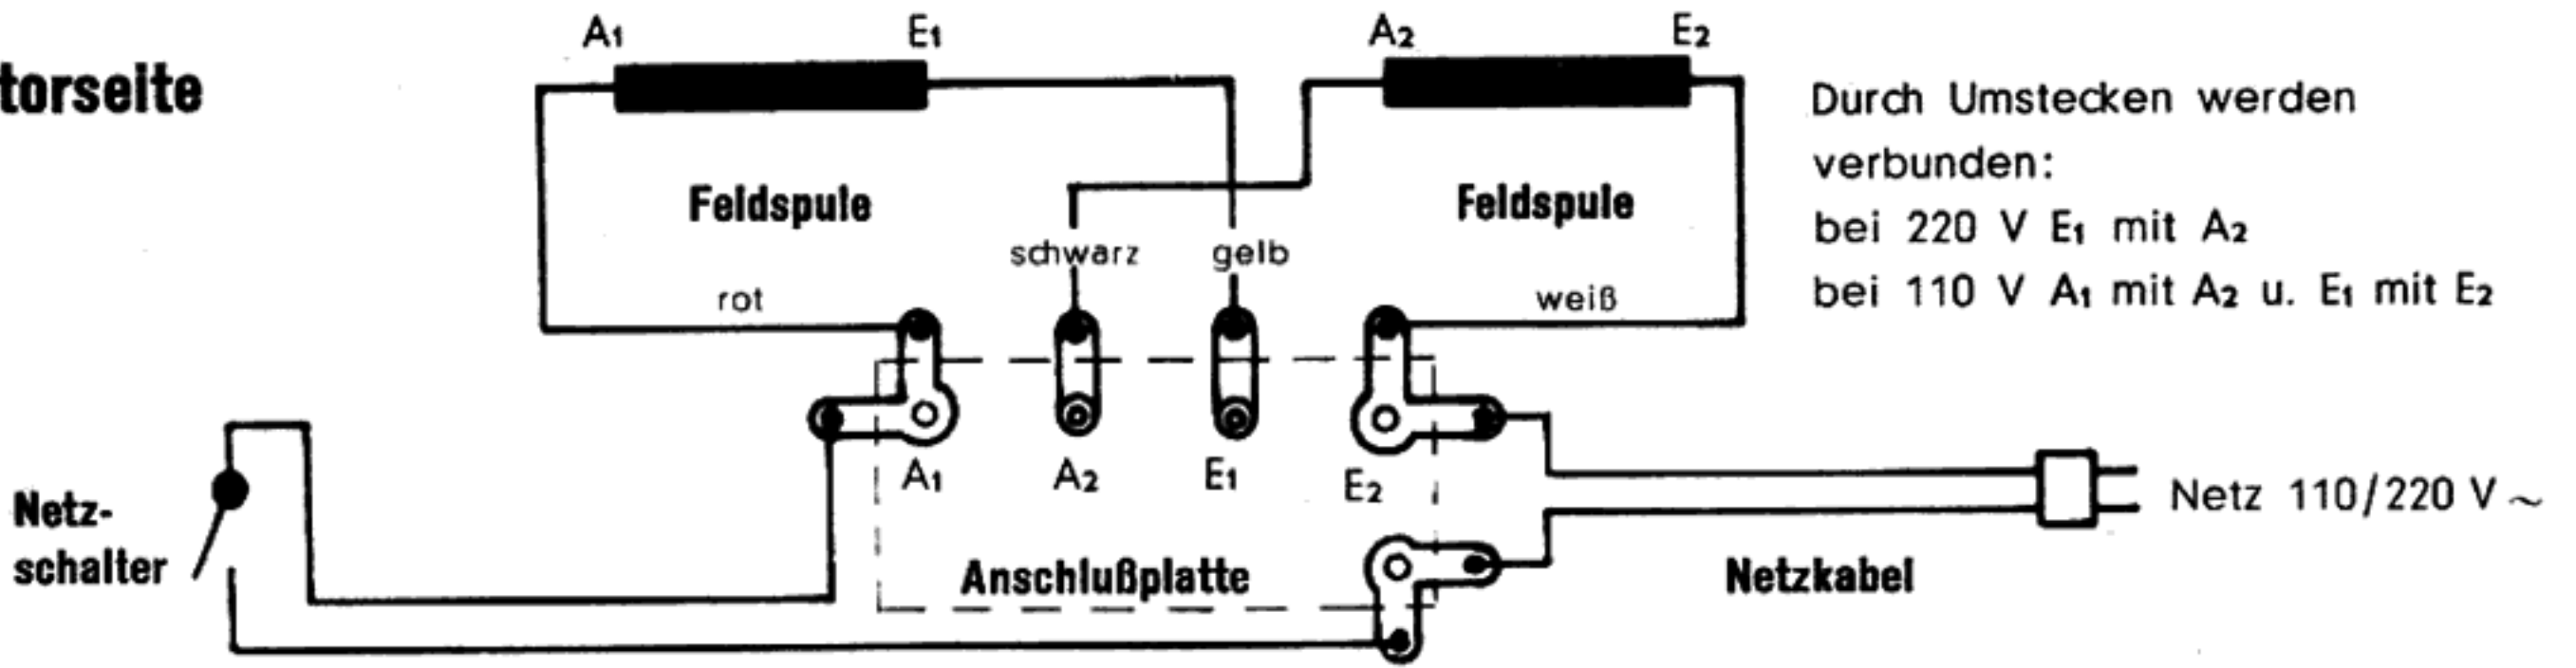 A1 E1 A2 E2
torseite
Durch Umstecken werden
verbunden:
bei 220 V E1 mit A2
bei 110 V A1 mit A2 u. E1 mit E2
Feldspule Feldspule
schwarz gelb
rot weiß
A1 A2 E1 E2
Netz-
schalter
Netz 110/220 V ~
Anschlußplatte Netzkabel